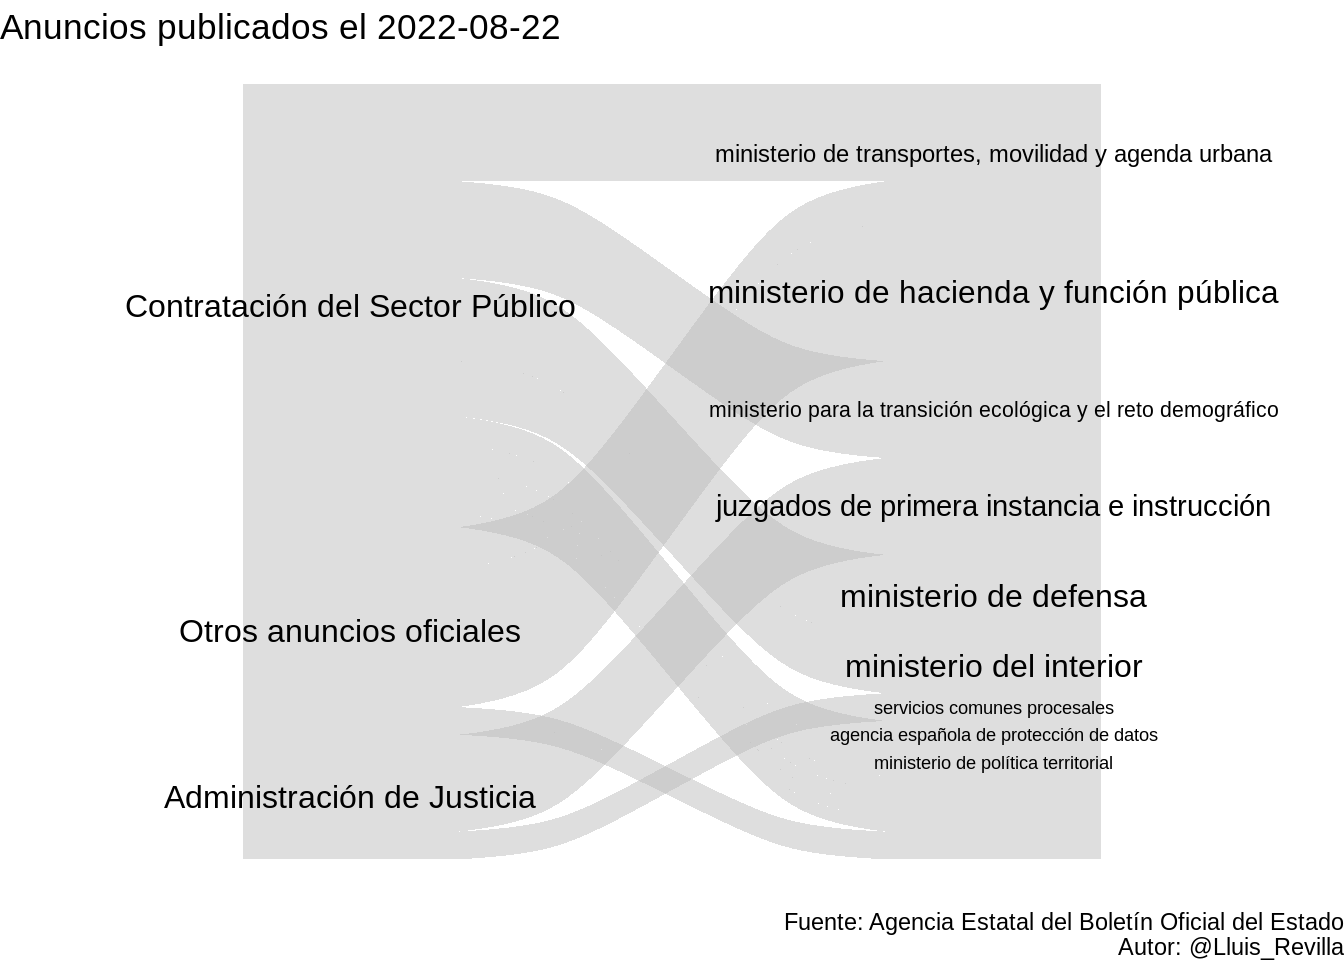 Anuncios publicados el 2022-08-22
ministerio de transportes, movilidad y agenda urbana
ministerio de hacienda y función pública
Contratación del Sector Público
ministerio para la transición ecológica y el reto demográfico
juzgados de primera instancia e instrucción
ministerio de defensa
Otros anuncios oficiales
ministerio del interior
servicios comunes procesales
agencia española de protección de datos
ministerio de política territorial
Administración de Justicia
Fuente: Agencia Estatal del Boletín Oficial del Estado
Autor: @Lluis_Revilla